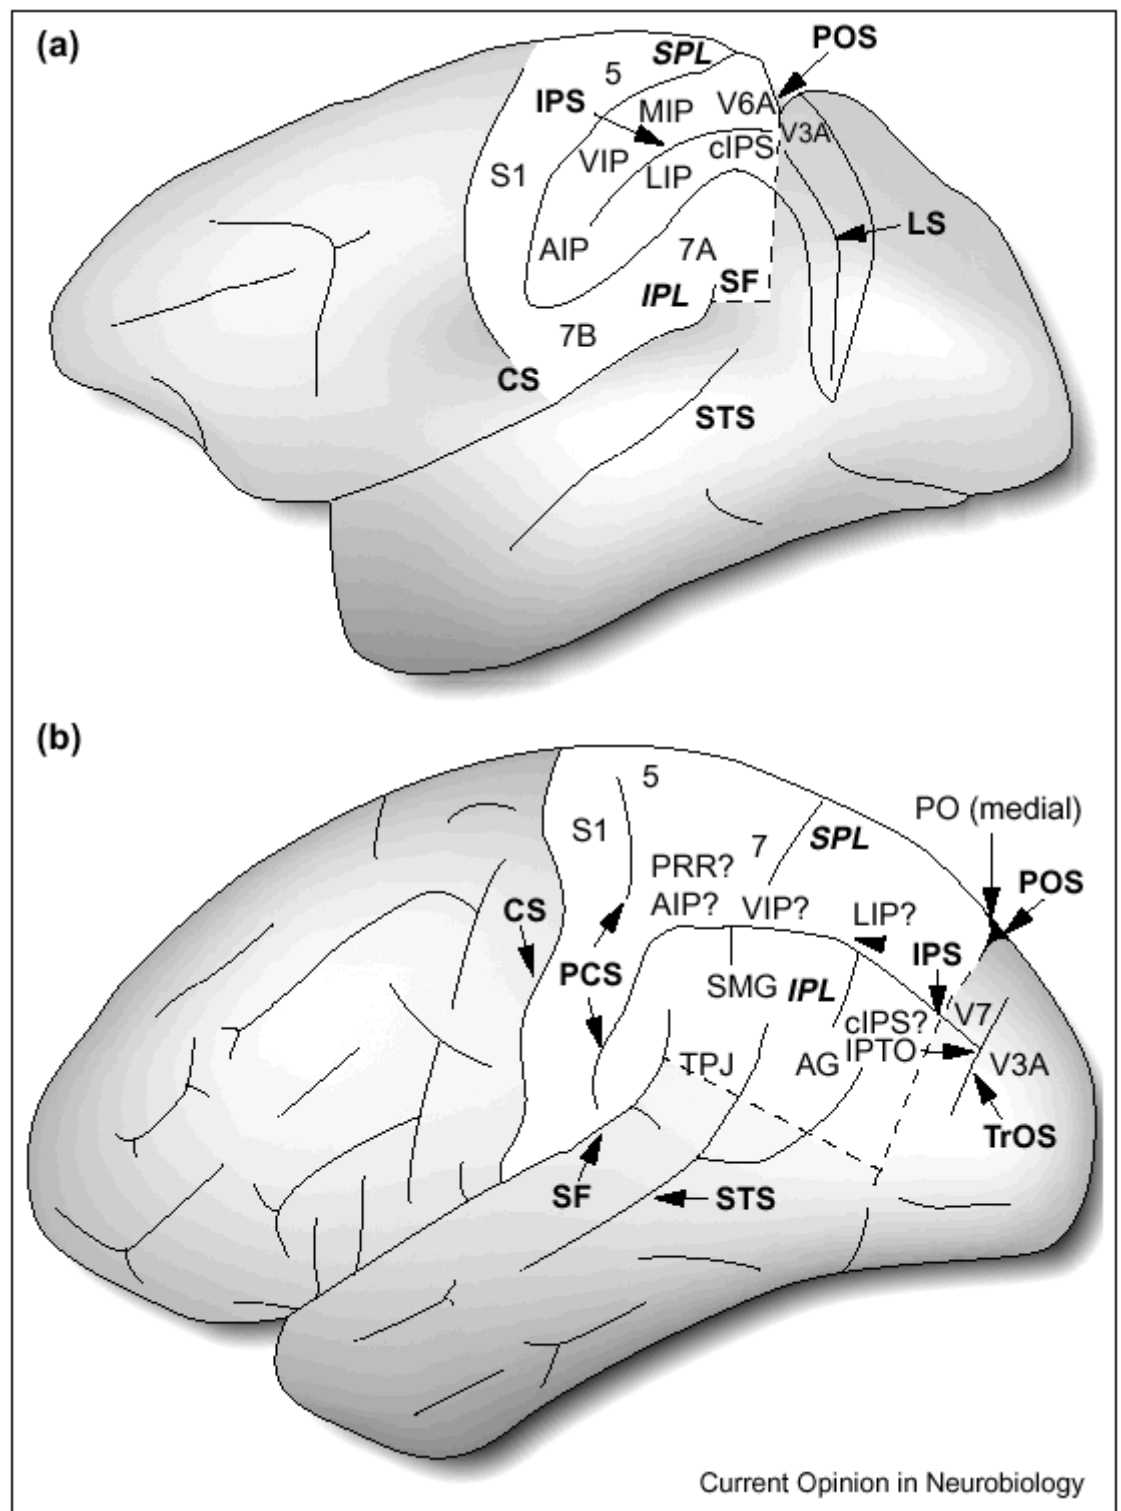 (a)
POS
SPL
5
IPS
MIP
V6A
V3A
VIP
cIPS
S1
LIP
LS
AIP
7A
SF
IPL
7B
CS
STS
(b)
5
PO (medial)
S1
7
SPL
PRR?
POS
AIP?
VIP?
LIP?
CS
IPS
PCS
SMG
IPL
cIPS?
V7
IPTO
TPJ
AG
V3A
TrOS
SF
STS
Current Opinion in Neurobiology